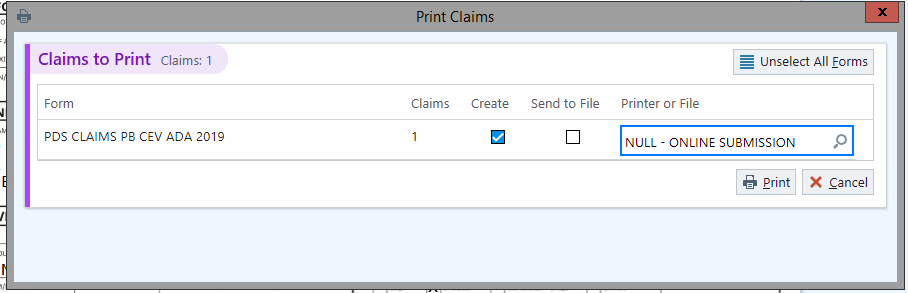 Print Claims
x
Claims to Print Claims: 1
Unselect All Forms
Form Claims Create Send to File Printer or File
PDS CLAIMS PB CEV ADA 2019 1 NULL - ONLINE SUBMISSION
Print Cancel